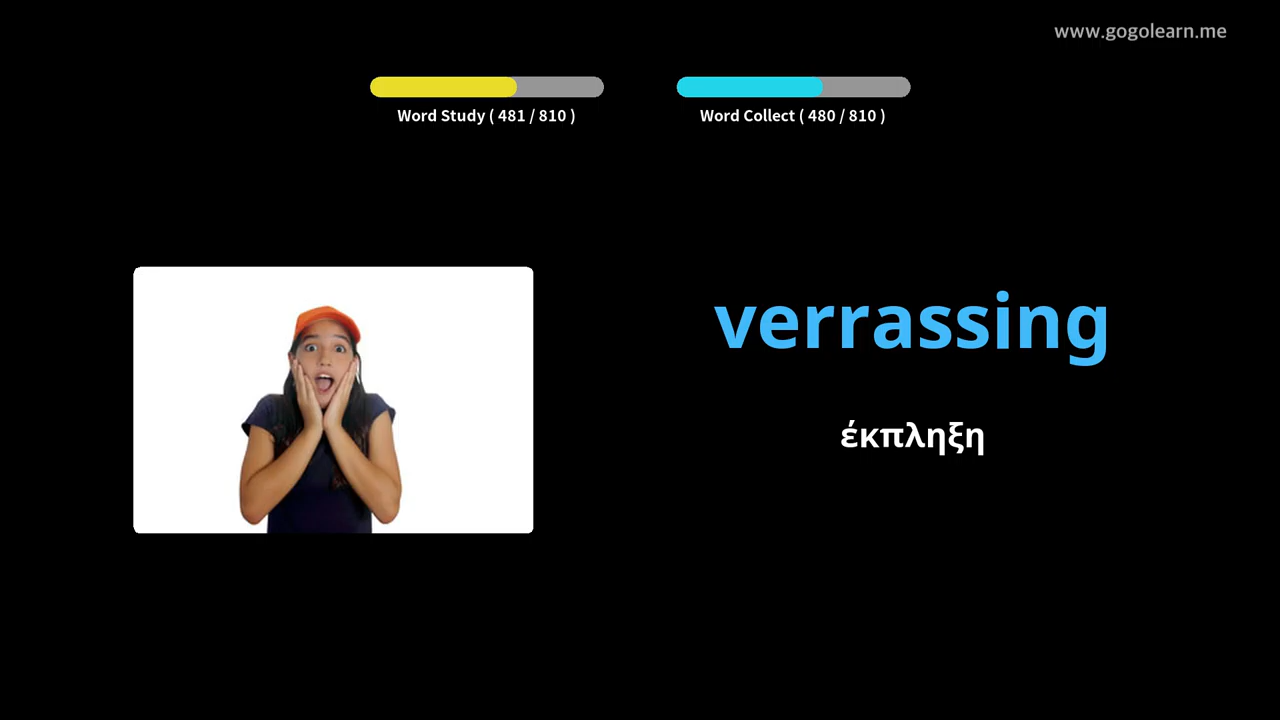 www.gogolearn.me
Word Study ( 481 / 810 )
Word Collect ( 480 / 810 )
verrassing
έκπληξη